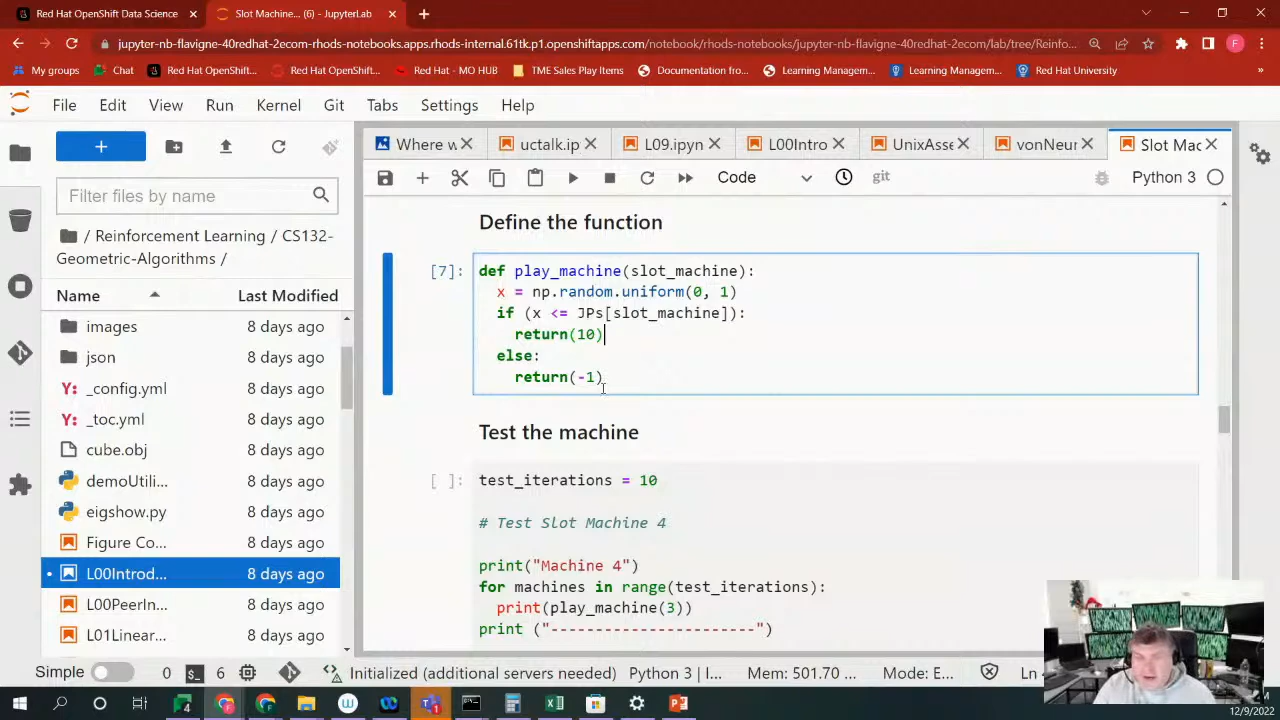 Red Hat OpenShift Data Science
Slot Machine... (6) - JupyterLab
jupyter-nb-flavigne-40redhat-2ecom-rhods-notebooks.apps.rhods-internal.61tk.p1.openshiftapps.com/notebook/rhods-notebooks/jupyter-nb-flavigne-40redhat-2ecom/lab/tree/Reinfo...
F
My groups
Chat
Red Hat OpenShift...
Red Hat OpenShift...
Red Hat - MO HUB
TME Sales Play Items
Documentation fro...
Learning Managem...
Learning Managem...
Red Hat University
»
File Edit View Run Kernel Git Tabs Settings Help
Where w
uctalk.ip
L09.ipyn
L00Intro
UnixAsse
vonNeur
Slot Mac
Code
git
Python 3
Filter files by name
/ Reinforcement Learning / CS132-
Geometric-Algorithms /
Name Last Modified
images 8 days ago
json 8 days ago
_config.yml 8 days ago
_toc.yml 8 days ago
cube.obj 8 days ago
demoUtili... 8 days ago
eigshow.py 8 days ago
Figure Co... 8 days ago
L00Introd... 8 days ago
L00PeerIn... 8 days ago
L01Linear... 8 days ago
Define the function
[7]: def play_machine(slot_machine):
x = np.random.uniform(0, 1)
if (x <= JPs[slot_machine]):
return(10)
else:
return(-1)
Test the machine
[ ]: test_iterations = 10
# Test Slot Machine 4
print("Machine 4")
for machines in range(test_iterations):
print(play_machine(3))
print ("-----------------------")
Simple 0 6 Initialized (additional servers needed) Python 3 | I... Mem: 501.70 ... Mode: E... Ln
12/9/2022